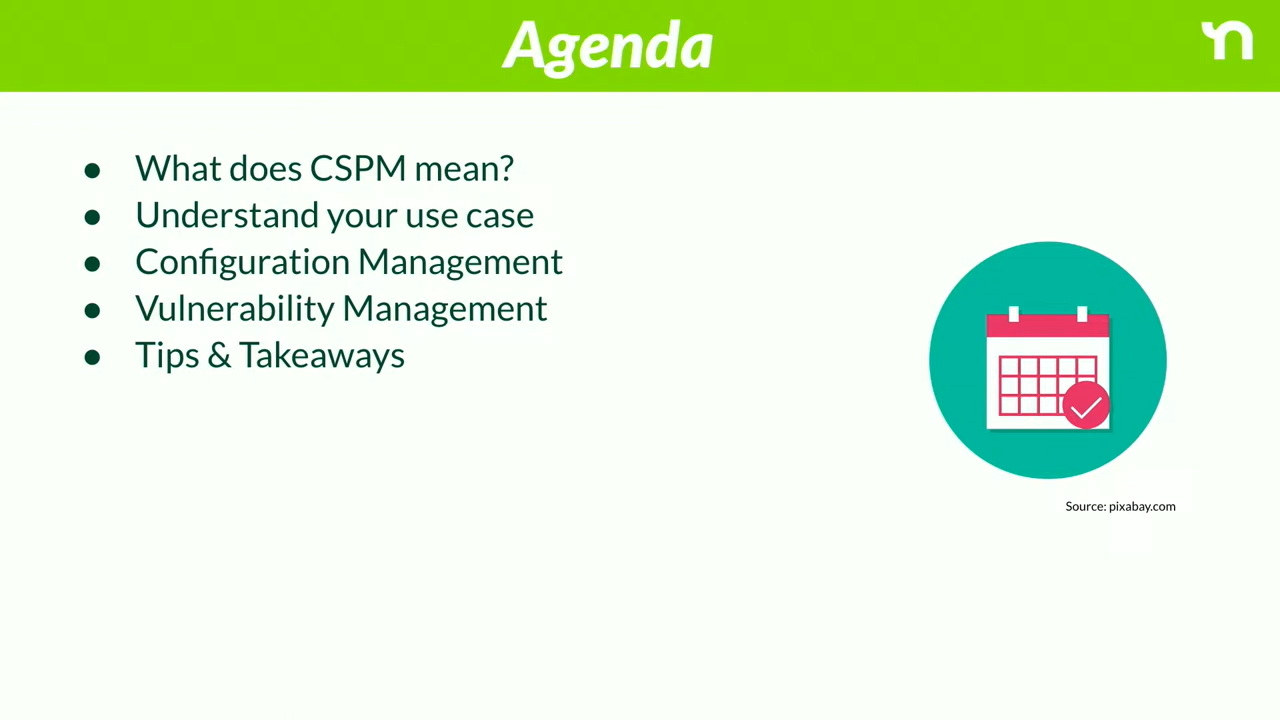 Agenda
● What does CSPM mean?
● Understand your use case
● Configuration Management
● Vulnerability Management
● Tips & Takeaways
Source: pixabay.com